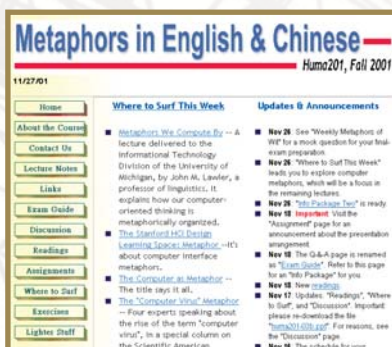 Metaphors in English & Chinese
Huma201, Fall 2001
11/27/01
Home
About the Course
Contact Us
Lecture Notes
Links
Exam Guide
Discussion
Readings
Assignments
Where to Surf
Exercises
Lighter Stuff
Where to Surf This Week
Metaphors We Compute By -- A
lecture delivered to the
Informational Technology
Division of the University of
Michigan, by John M. Lawler, a
professor of linguistics. It
explains how our computer-
oriented thinking is
metaphorically organized.
The Stanford HCI Design
Learning Space: Metaphor --It's
about computer interface
metaphors.
The Computer as Metaphor --
The title says it all.
The "Computer Virus" Metaphor
-- Four experts speaking about
the rise of the term "computer
virus", in a special column on
the Scientific American
Updates & Announcements
Nov 26 See "Weekly Metaphors of
Wit" for a mock question for your final-
exam preparation.
Nov 26 "Where to Surf This Week"
leads you to explore computer
metaphors, which will be a focus in
the remaining lectures.
Nov 26 "Info Package Two" is ready.
Nov 18 Important: Visit the
"Assignment" page for an
announcement about the presentation
arrangement
Nov 18 The Q-&-A page is renamed
as "Exam Guide". Refer to this page
for an "Info Package" for you
Nov 18 New readings
Nov 17 Updates: "Readings", "Where
to Surf", and "Discussion". Important:
please re-download the file
"huma201-02b.ppt". For reasons, see
the "Discussion" page.